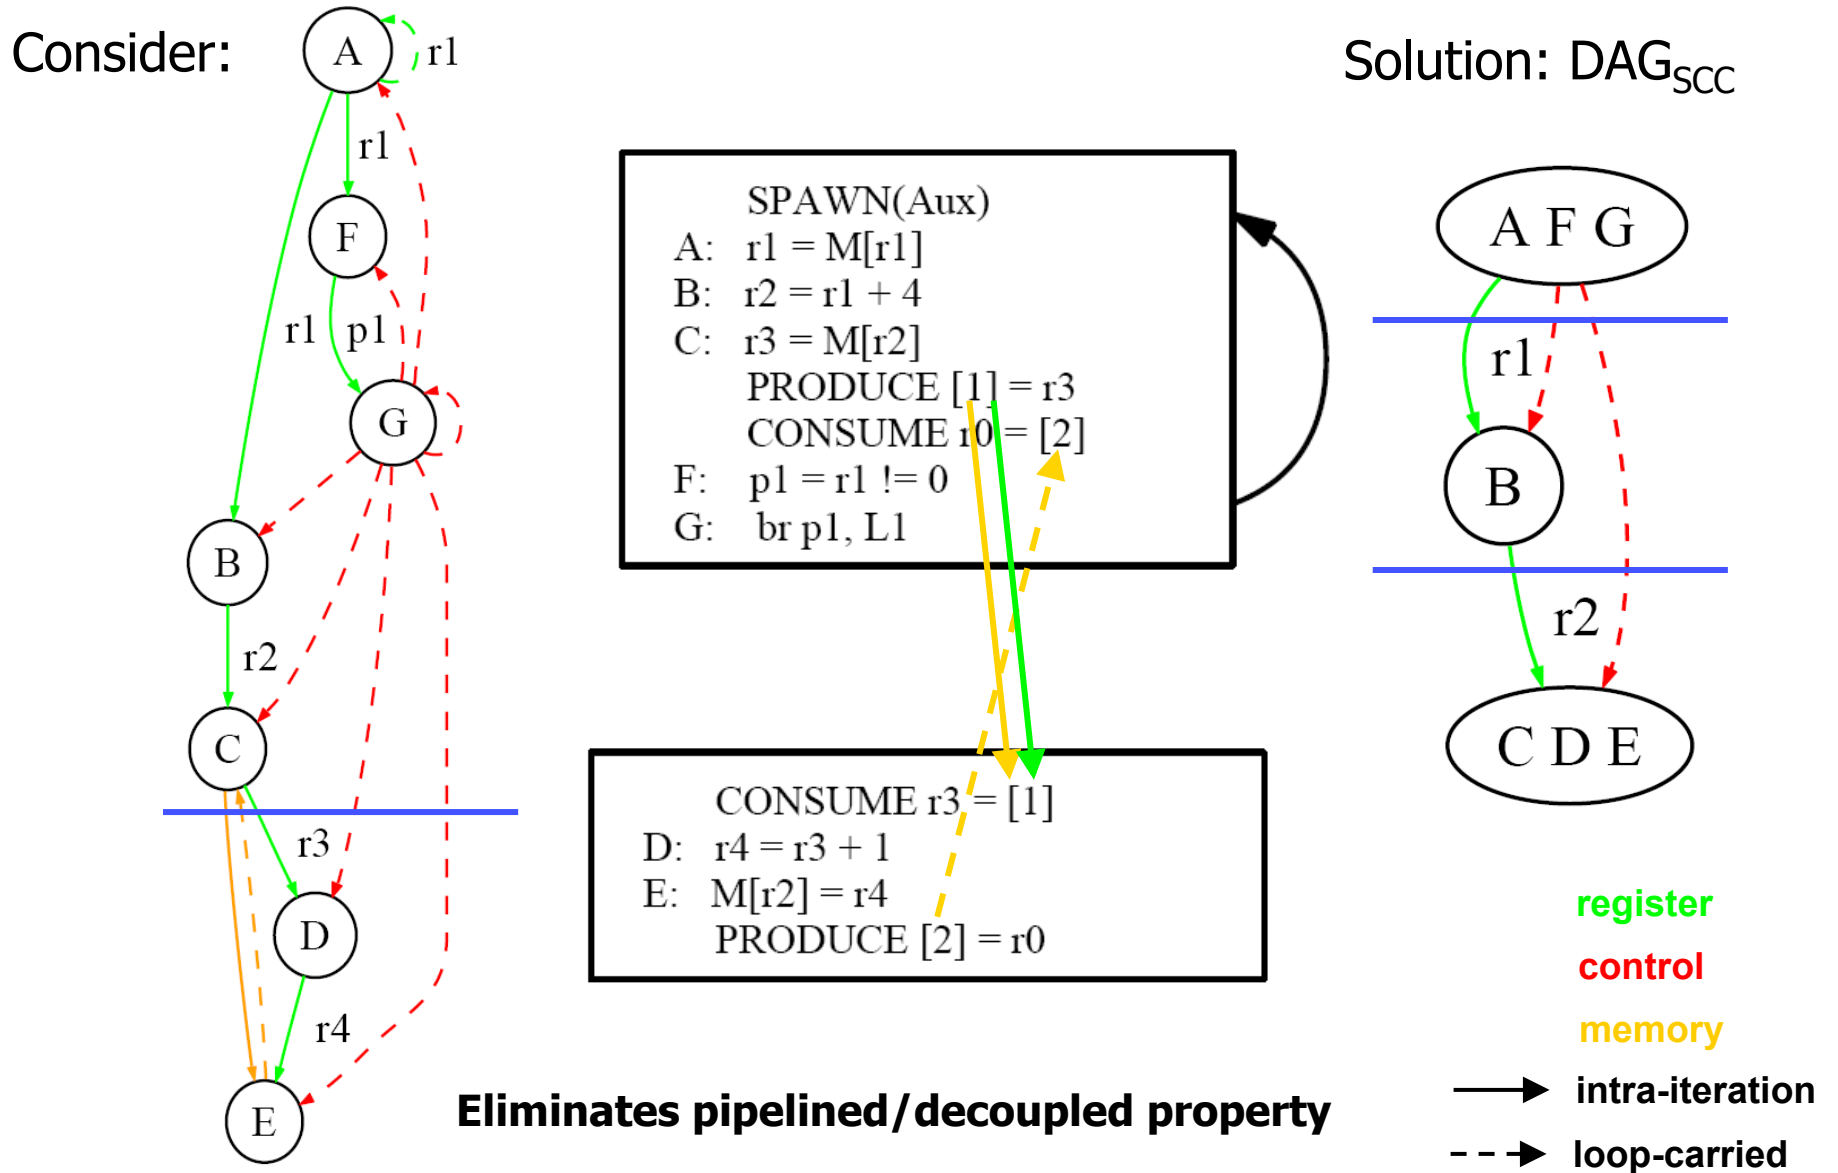 Consider:
A
r1
r1
F
r1
p1
G
B
r2
C
r3
D
r4
E
SPAWN(Aux)
A: r1 = M[r1]
B: r2 = r1 + 4
C: r3 = M[r2]
PRODUCE [1] = r3
CONSUME r0 = [2]
F: p1 = r1 != 0
G: br p1, L1
CONSUME r3 = [1]
D: r4 = r3 + 1
E: M[r2] = r4
PRODUCE [2] = r0
Eliminates pipelined/decoupled property
Solution: DAGSCC
A F G
r1
B
r2
C D E
register
control
memory
intra-iteration
loop-carried